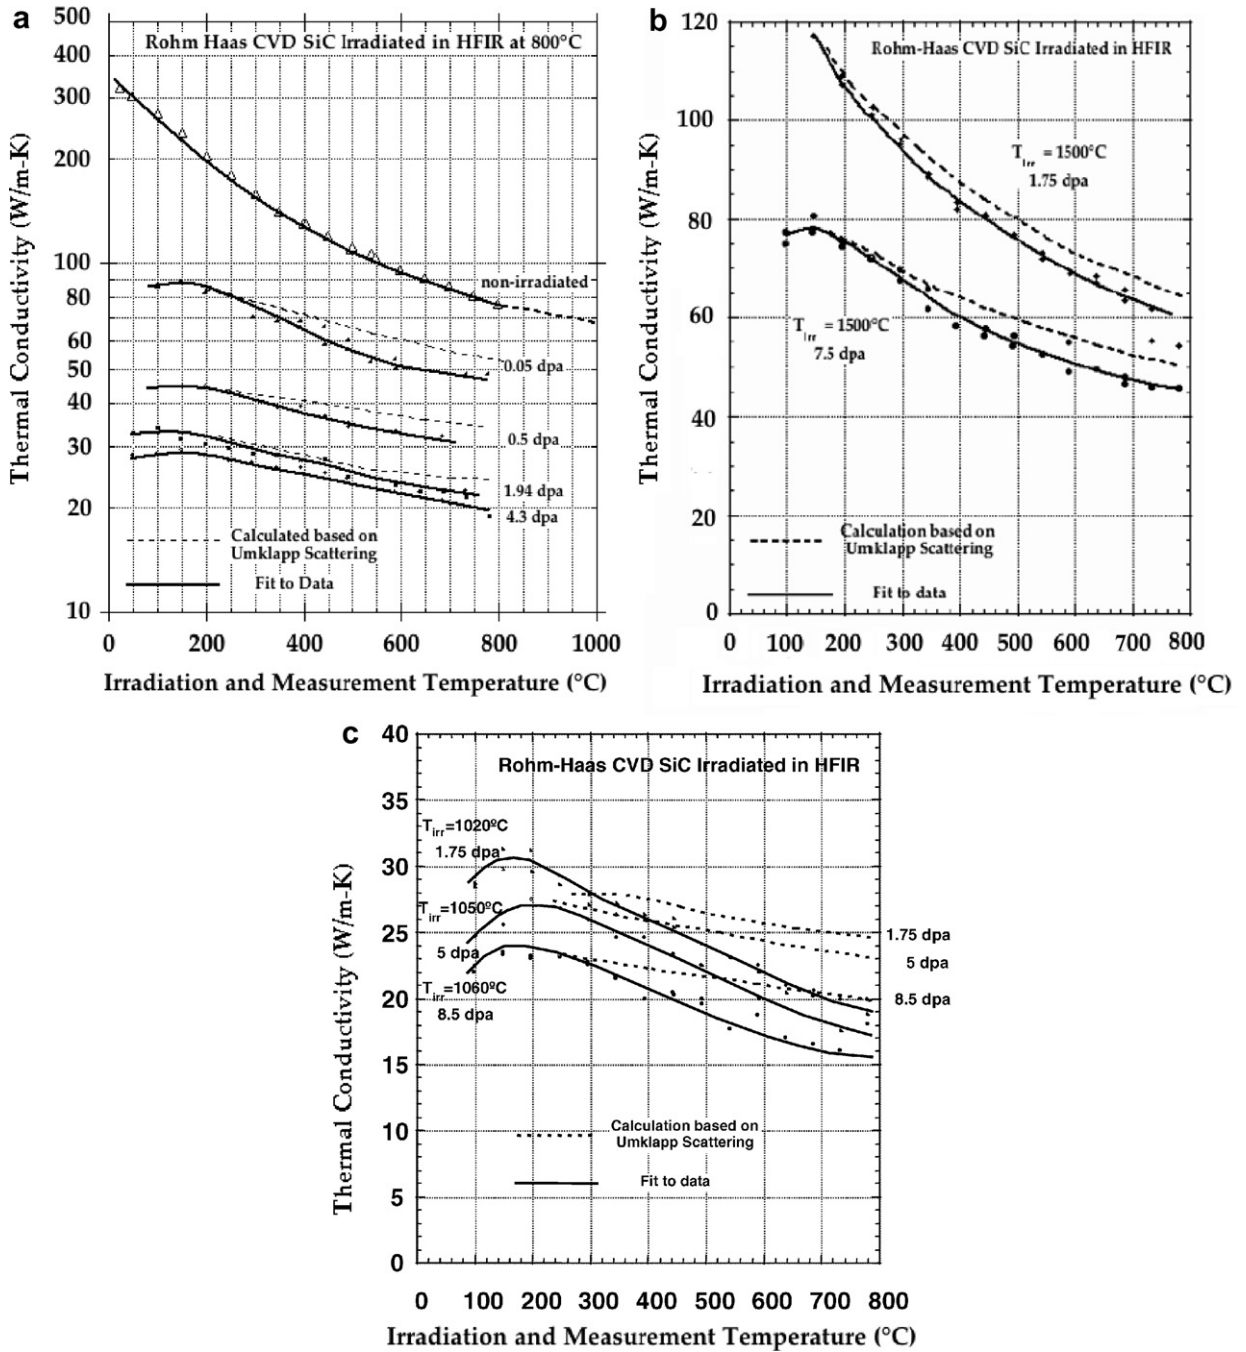 a
Rohm Haas CVD SiC Irradiated in HFIR at 800°C
Thermal Conductivity (W/m-K)
500
400
300
200
100
80
60
50
40
30
20
10
non-irradiated
0.05 dpa
0.5 dpa
1.94 dpa
4.3 dpa
Calculated based on
Umklapp Scattering
Fit to Data
0 200 400 600 800 1000
Irradiation and Measurement Temperature (°C)
b
Rohm-Haas CVD SiC Irradiated in HFIR
Thermal Conductivity (W/m-K)
120
100
80
60
40
20
0
T_Irr = 1500°C
1.75 dpa
T_Irr = 1500°C
7.5 dpa
Calculation based on
Umklapp Scattering
Fit to data
0 100 200 300 400 500 600 700 800
Irradiation and Measurement Temperature (°C)
c
Rohm-Haas CVD SiC Irradiated in HFIR
Thermal Conductivity (W/m-K)
40
35
30
25
20
15
10
5
0
T_irr=1020ºC
1.75 dpa
T_irr=1050ºC
5 dpa
T_irr=1060ºC
8.5 dpa
1.75 dpa
5 dpa
8.5 dpa
Calculation based on
Umklapp Scattering
Fit to data
0 100 200 300 400 500 600 700 800
Irradiation and Measurement Temperature (°C)